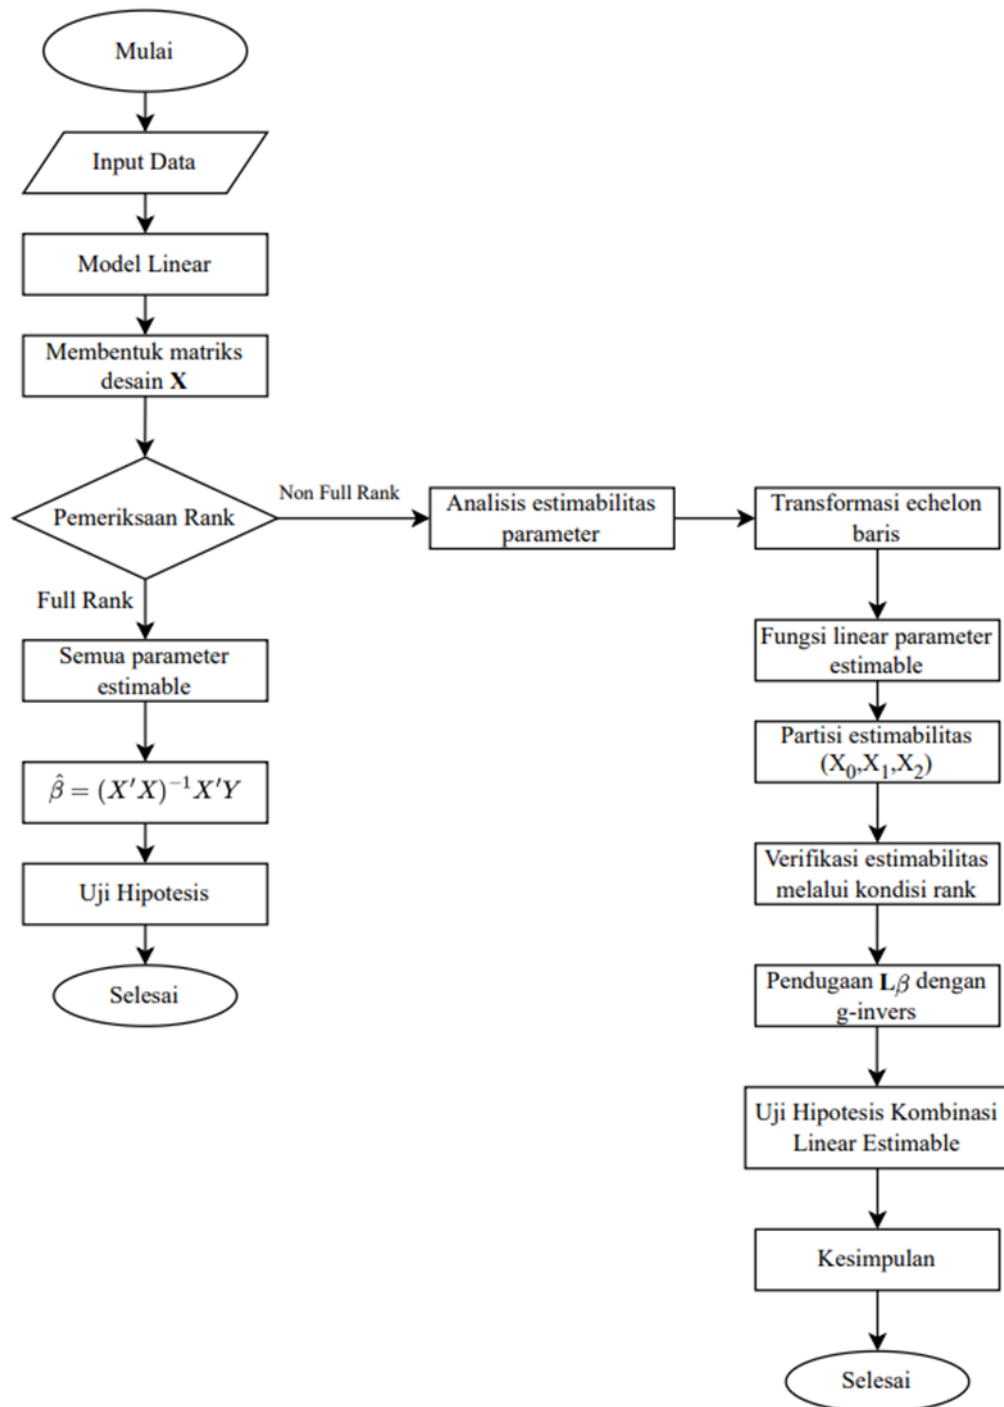 Mulai
Input Data
Model Linear
Membentuk matriks
desain X
Pemeriksaan Rank
Non Full Rank
Full Rank
Semua parameter
estimable
β̂ = (X′X)⁻¹X′Y
Uji Hipotesis
Selesai
Analisis estimabilitas
parameter
Transformasi echelon
baris
Fungsi linear parameter
estimable
Partisi estimabilitas
(X₀,X₁,X₂)
Verifikasi estimabilitas
melalui kondisi rank
Pendugaan Lβ dengan
g-invers
Uji Hipotesis Kombinasi
Linear Estimable
Kesimpulan
Selesai